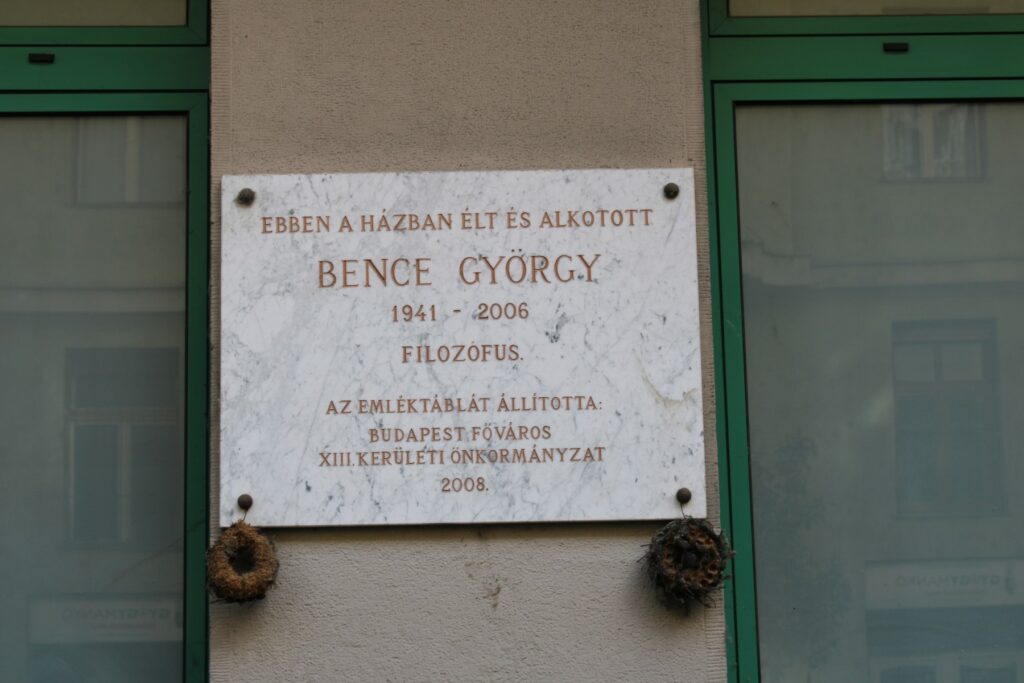 EBBEN A HÁZBAN ÉLT ÉS ALKOTOTT
BENCE GYÖRGY
1941 - 2006
FILOZÓFUS.
AZ EMLÉKTÁBLÁT ÁLLÍTOTTA:
BUDAPEST FŐVÁROS
XIII. KERÜLETI ÖNKORMÁNYZAT
2008.